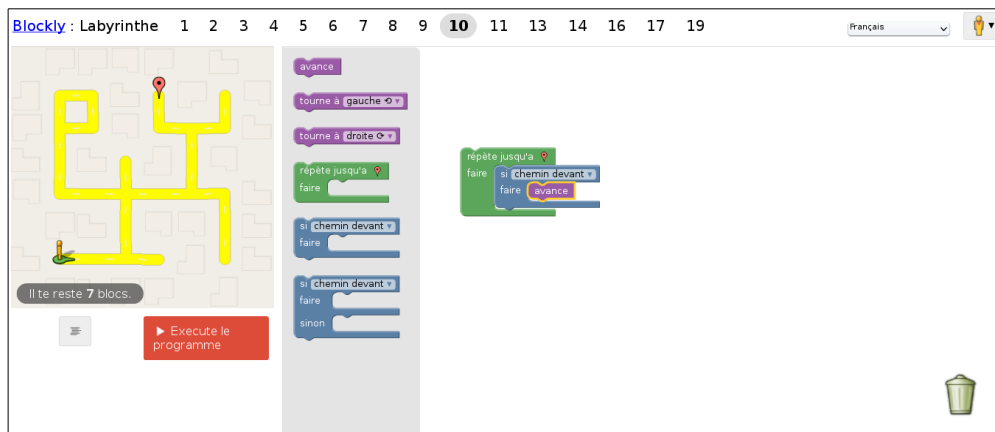 Blockly : Labyrinthe 1 2 3 4 5 6 7 8 9 10 11 13 14 16 17 19
Français
avance
tourne à gauche ⟲ ▾
tourne à droite ⟳ ▾
répète jusqu'a
faire
si chemin devant ▾
faire
si chemin devant ▾
faire
sinon
répète jusqu'a
faire si chemin devant ▾
faire avance
Il te reste 7 blocs.
▶ Execute le
programme